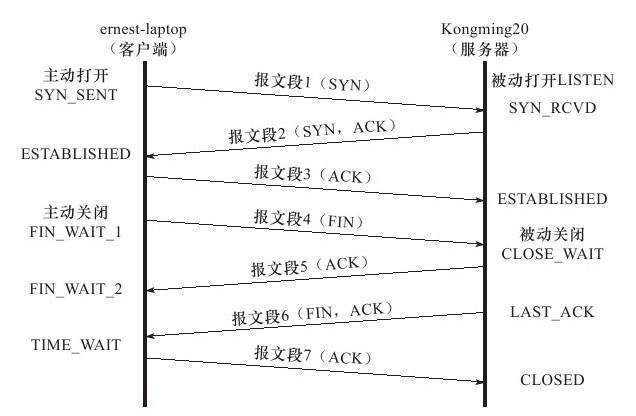 ernest-laptop
（客户端）
Kongming20
（服务器）
主动打开
SYN_SENT
报文段1（SYN）
被动打开LISTEN
SYN_RCVD
报文段2（SYN，ACK）
ESTABLISHED
报文段3（ACK）
ESTABLISHED
主动关闭
FIN_WAIT_1
报文段4（FIN）
被动关闭
CLOSE_WAIT
报文段5（ACK）
FIN_WAIT_2
报文段6（FIN，ACK）
LAST_ACK
TIME_WAIT
报文段7（ACK）
CLOSED